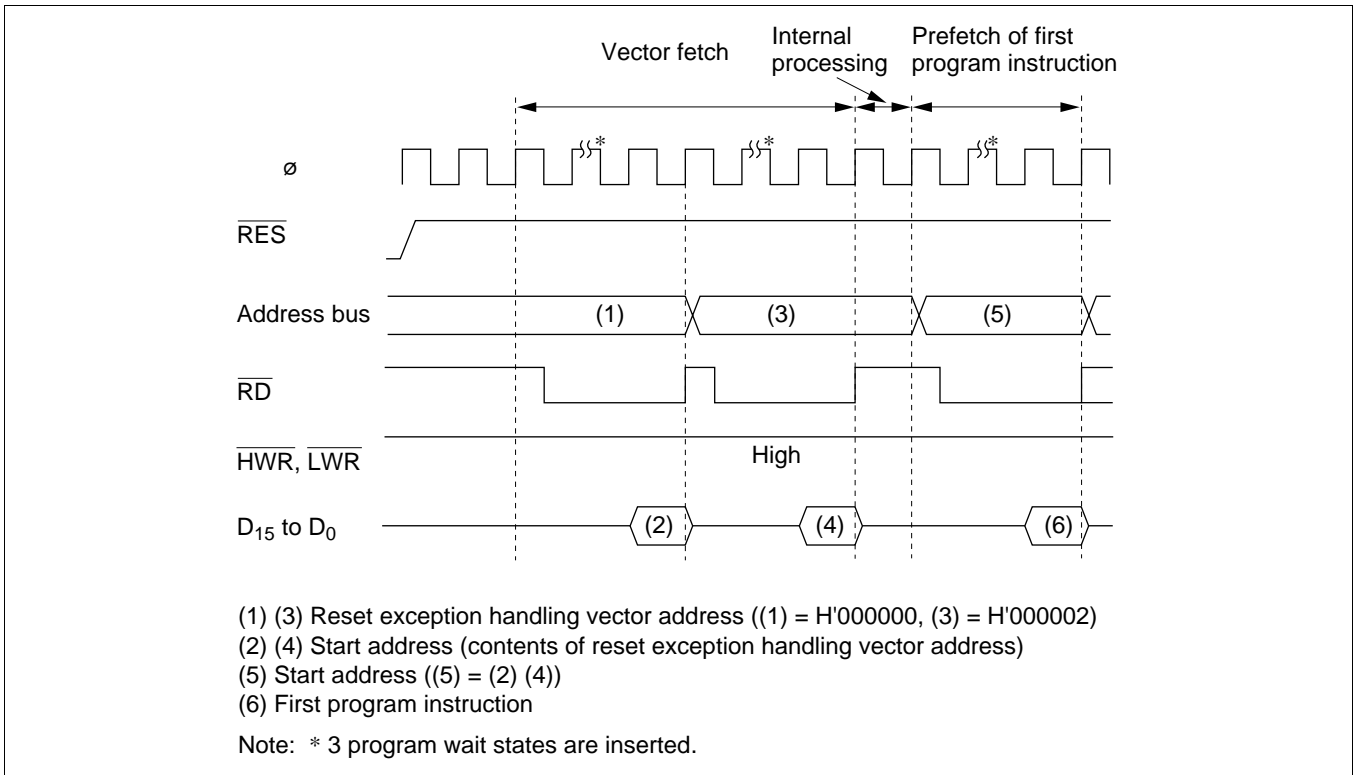 Vector fetch
Internal
processing
Prefetch of first
program instruction
* * *
ø
RES
Address bus
(1) (3) (5)
RD
HWR, LWR
High
D15 to D0
(2) (4) (6)
(1) (3) Reset exception handling vector address ((1) = H'000000, (3) = H'000002)
(2) (4) Start address (contents of reset exception handling vector address)
(5) Start address ((5) = (2) (4))
(6) First program instruction
Note: * 3 program wait states are inserted.